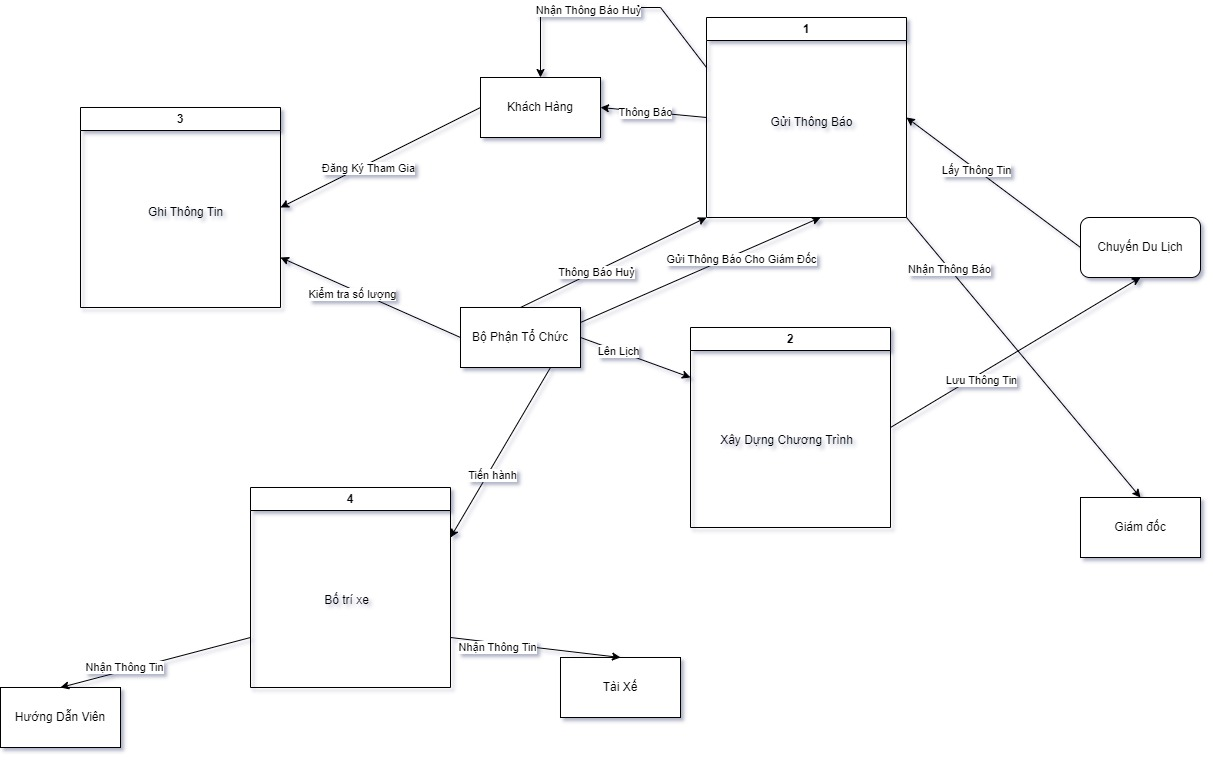 Nhận Thông Báo Huỷ
1
Khách Hàng
Thông Báo
Gửi Thông Báo
3
Đăng Ký Tham Gia
Lấy Thông Tin
Ghi Thông Tin
Chuyến Du Lịch
Thông Báo Huỷ
Gửi Thông Báo Cho Giám Đốc
Nhận Thông Báo
Kiểm tra số lượng
Bộ Phận Tổ Chức
Lên Lịch
2
Lưu Thông Tin
Xây Dựng Chương Trình
Tiến hành
4
Giám đốc
Bố trí xe
Nhận Thông Tin
Nhận Thông Tin
Tài Xế
Hướng Dẫn Viên